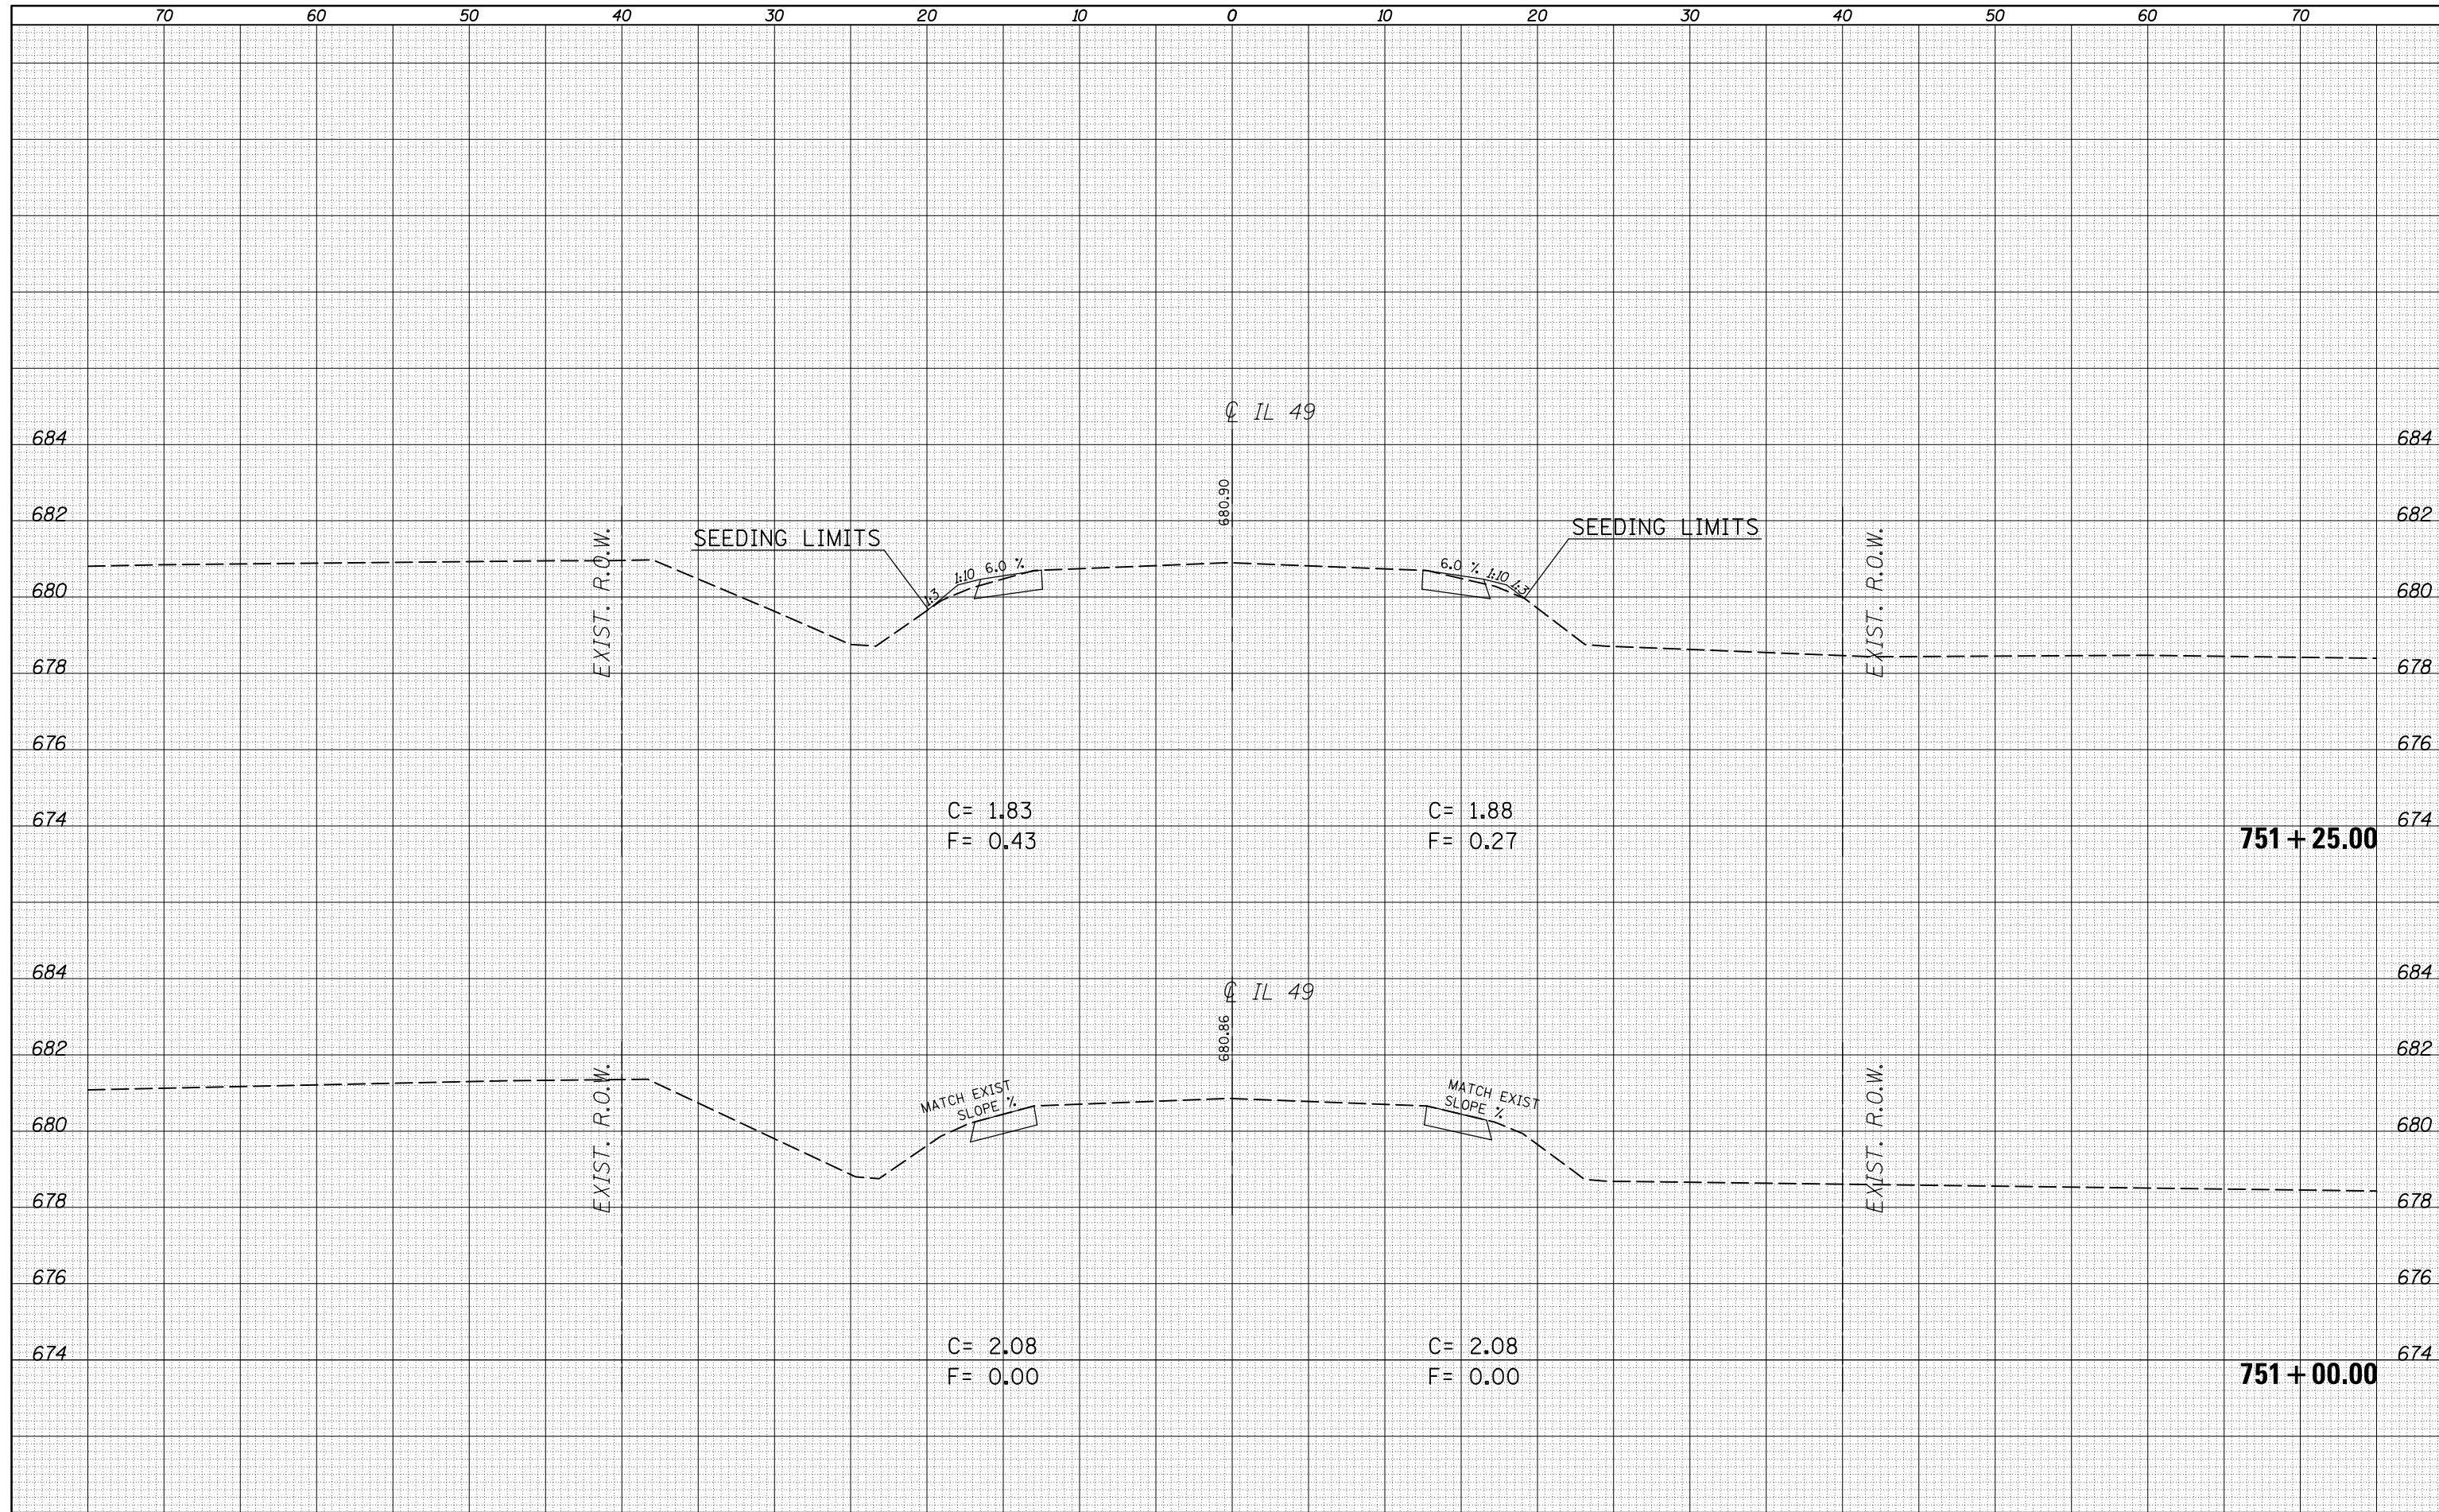 70 60 50 40 30 20 10 0 10 20 30 40 50 60 70
℄ IL 49
684 684
680.90
682 682
SEEDING LIMITS SEEDING LIMITS
EXIST. R.O.W. EXIST. R.O.W.
1:3 1:10 6.0 % 6.0 % 1:10 1:3
680 680
678 678
676 676
C= 1.83 C= 1.88
674 674
F= 0.43 F= 0.27
751+25.00
684 684
℄ IL 49
680.86
682 682
EXIST. R.O.W. EXIST. R.O.W.
MATCH EXIST MATCH EXIST
SLOPE % SLOPE %
680 680
678 678
676 676
C= 2.08 C= 2.08
674 674
F= 0.00 F= 0.00
751+00.00